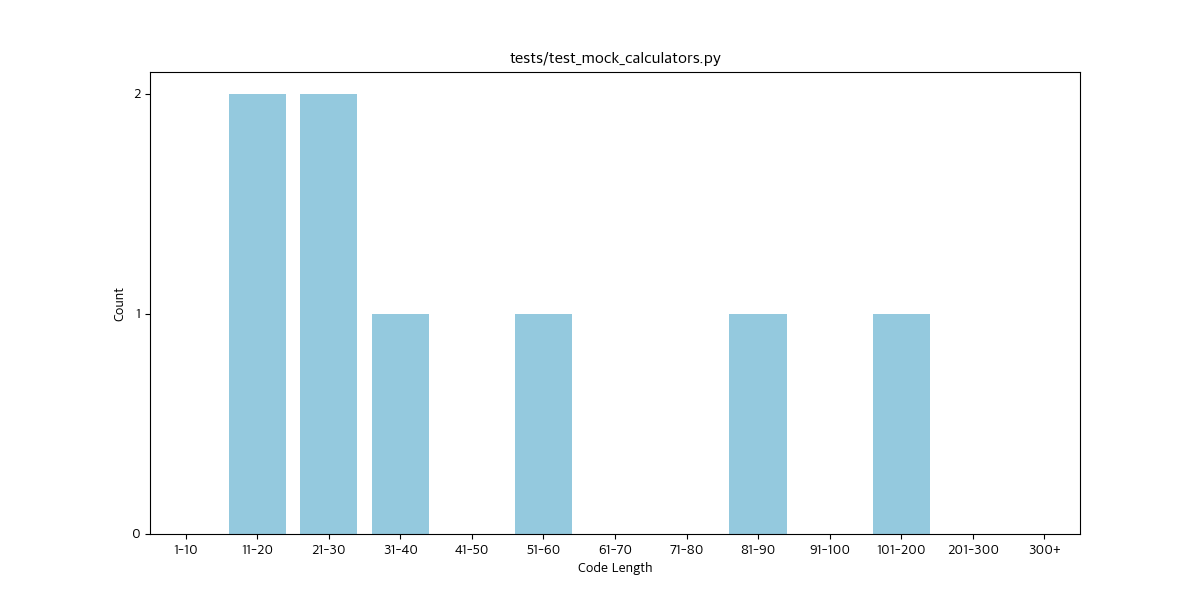 tests/test_mock_calculators.py
2
1
0
Count
1-10 11-20 21-30 31-40 41-50 51-60 61-70 71-80 81-90 91-100 101-200 201-300 300+
Code Length